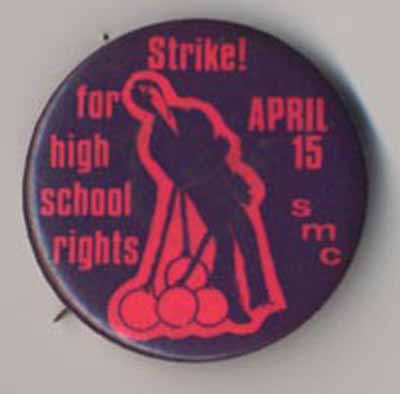 Strike!
for
high
school
rights
APRIL
15
smc